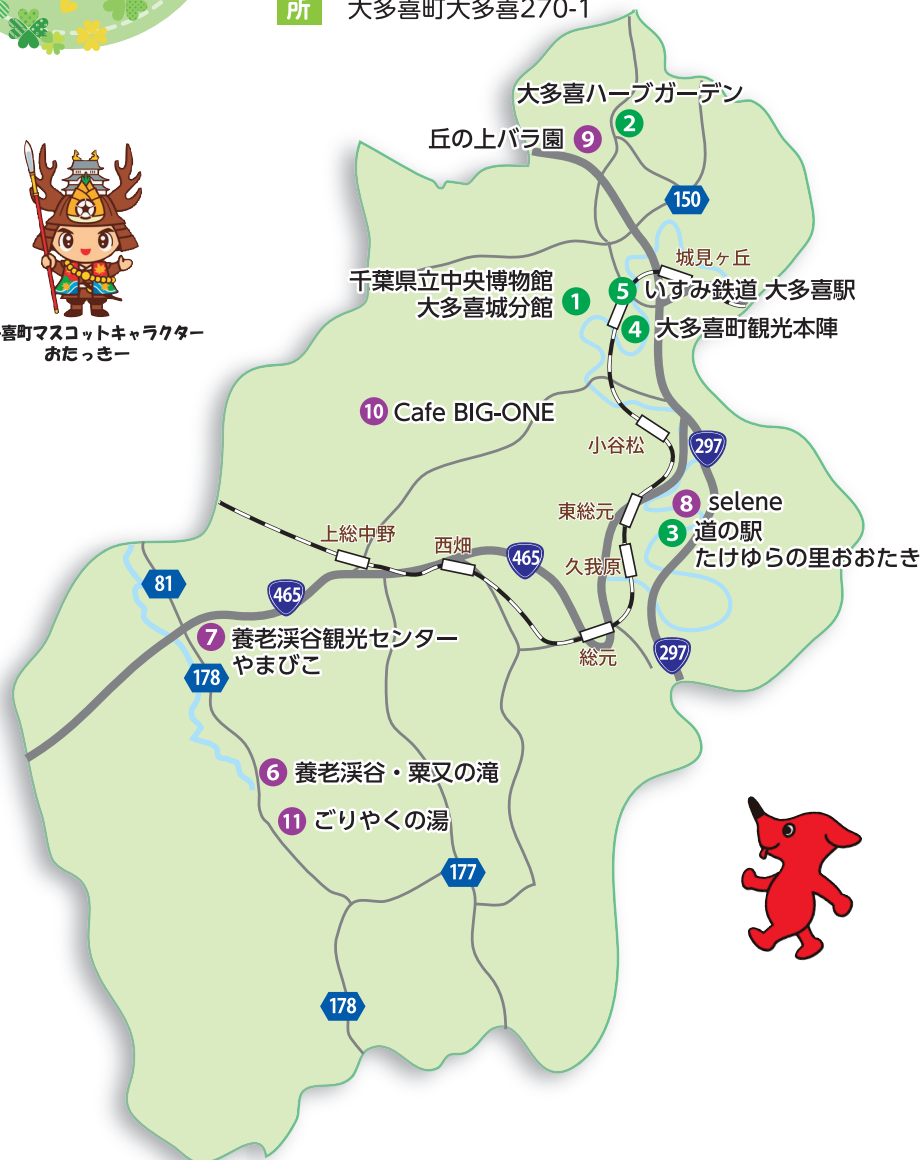 所 大多喜町大多喜270-1
大多喜ハーブガーデン
2
丘の上バラ園 9
150
城見ヶ丘
千葉県立中央博物館
大多喜城分館 1
5 いすみ鉄道 大多喜駅
4 大多喜町観光本陣
喜町マスコットキャラクター
おたっきー
10 Cafe BIG-ONE
小谷松
297
8 selene
東総元
3 道の駅
たけゆらの里おおたき
上総中野
西畑
465
久我原
81
465
7 養老渓谷観光センター
やまびこ
総元
297
178
6 養老渓谷・粟又の滝
11 ごりやくの湯
177
178